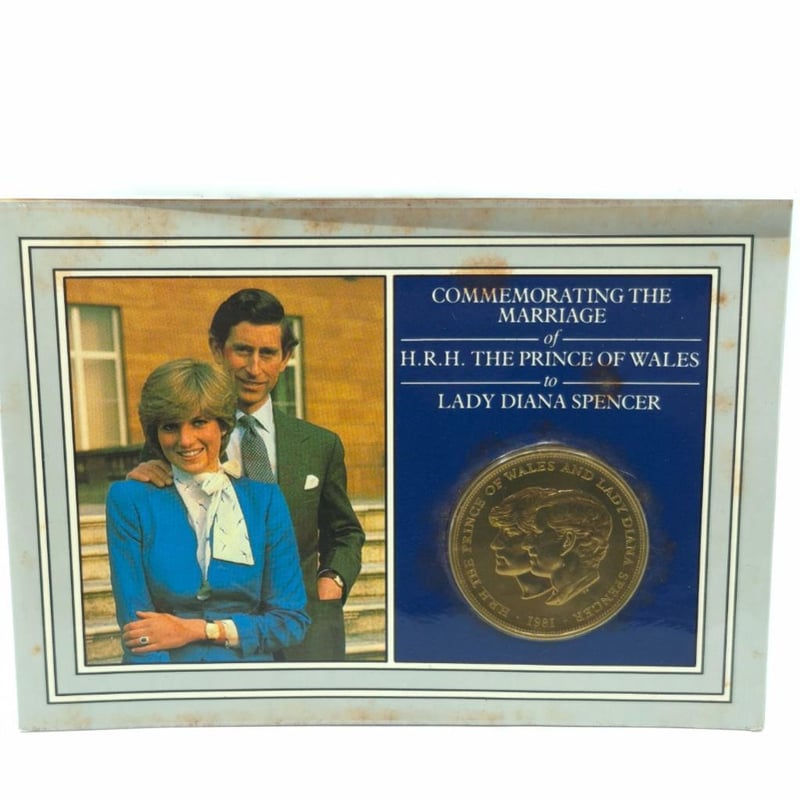 COMMEMORATING THE
MARRIAGE
of
H.R.H. THE PRINCE OF WALES
to
LADY DIANA SPENCER
H.R.H. THE PRINCE OF WALES AND LADY DIANA SPENCER
· 1981 ·